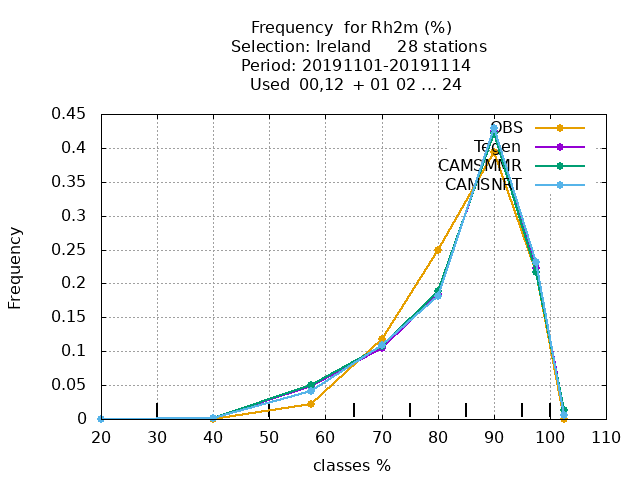 Frequency  for Rh2m (%)
Selection: Ireland     28 stations
Period: 20191101-20191114
Used  00,12  + 01 02 ... 24
0.45
0.4
0.35
0.3
0.25
0.2
0.15
0.1
0.05
0
Frequency
OBS
Tegen
CAMSMMR
CAMSNRT
20 30 40 50 60 70 80 90 100 110
classes %